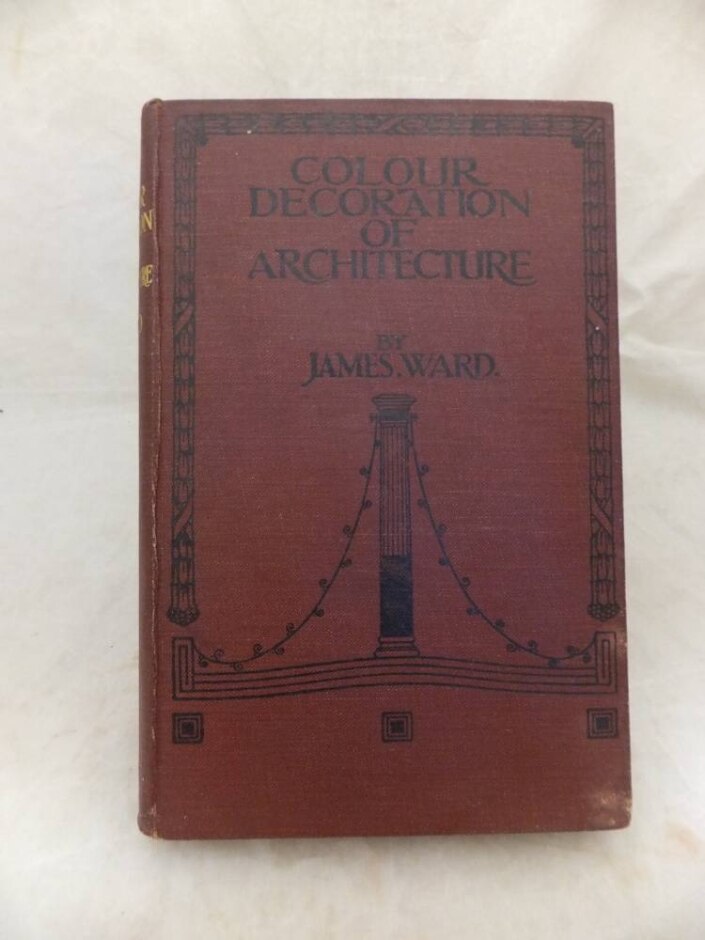 COLOUR
DECORATION
OF
ARCHITECTURE
BY
JAMES.WARD.